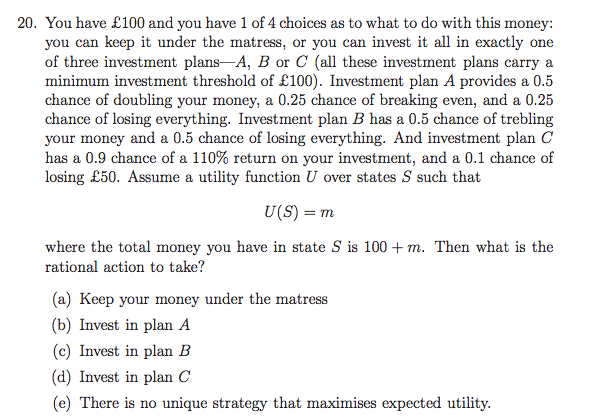 20. You have £100 and you have 1 of 4 choices as to what to do with this money:
you can keep it under the matress, or you can invest it all in exactly one
of three investment plans—A, B or C (all these investment plans carry a
minimum investment threshold of £100). Investment plan A provides a 0.5
chance of doubling your money, a 0.25 chance of breaking even, and a 0.25
chance of losing everything. Investment plan B has a 0.5 chance of trebling
your money and a 0.5 chance of losing everything. And investment plan C
has a 0.9 chance of a 110% return on your investment, and a 0.1 chance of
losing £50. Assume a utility function U over states S such that
U(S) = m
where the total money you have in state S is 100 + m. Then what is the
rational action to take?
(a) Keep your money under the matress
(b) Invest in plan A
(c) Invest in plan B
(d) Invest in plan C
(e) There is no unique strategy that maximises expected utility.